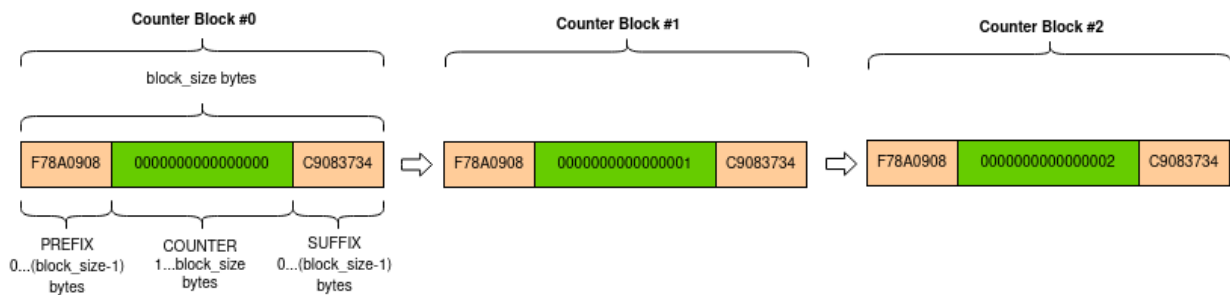 Counter Block #0
block_size bytes
F78A0908 0000000000000000 C9083734
PREFIX
0...(block_size-1)
bytes
COUNTER
1...block_size
bytes
SUFFIX
0...(block_size-1)
bytes
Counter Block #1
F78A0908 0000000000000001 C9083734
Counter Block #2
F78A0908 0000000000000002 C9083734